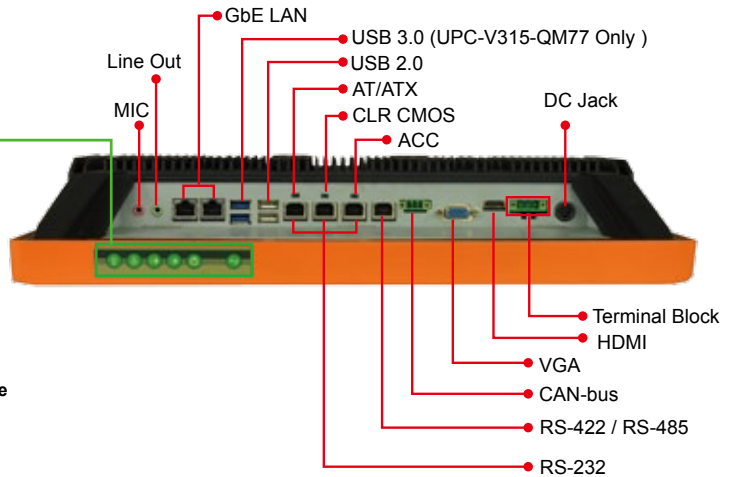 GbE LAN
USB 3.0 (UPC-V315-QM77 Only )
Line Out
USB 2.0
AT/ATX
MIC
CLR CMOS
DC Jack
ACC
Terminal Block
HDMI
VGA
e
CAN-bus
RS-422 / RS-485
RS-232